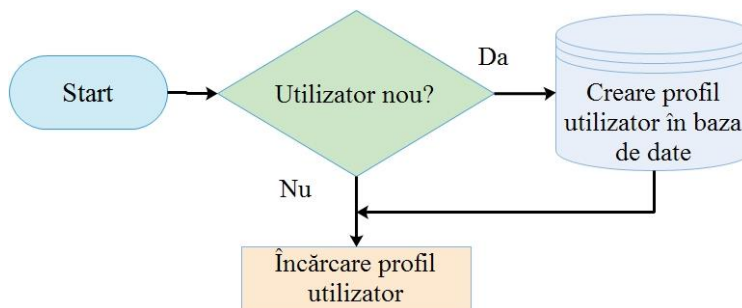 Start
Utilizator nou?
Da
Creare profil
utilizator în baza
de date
Nu
Încărcare profil
utilizator